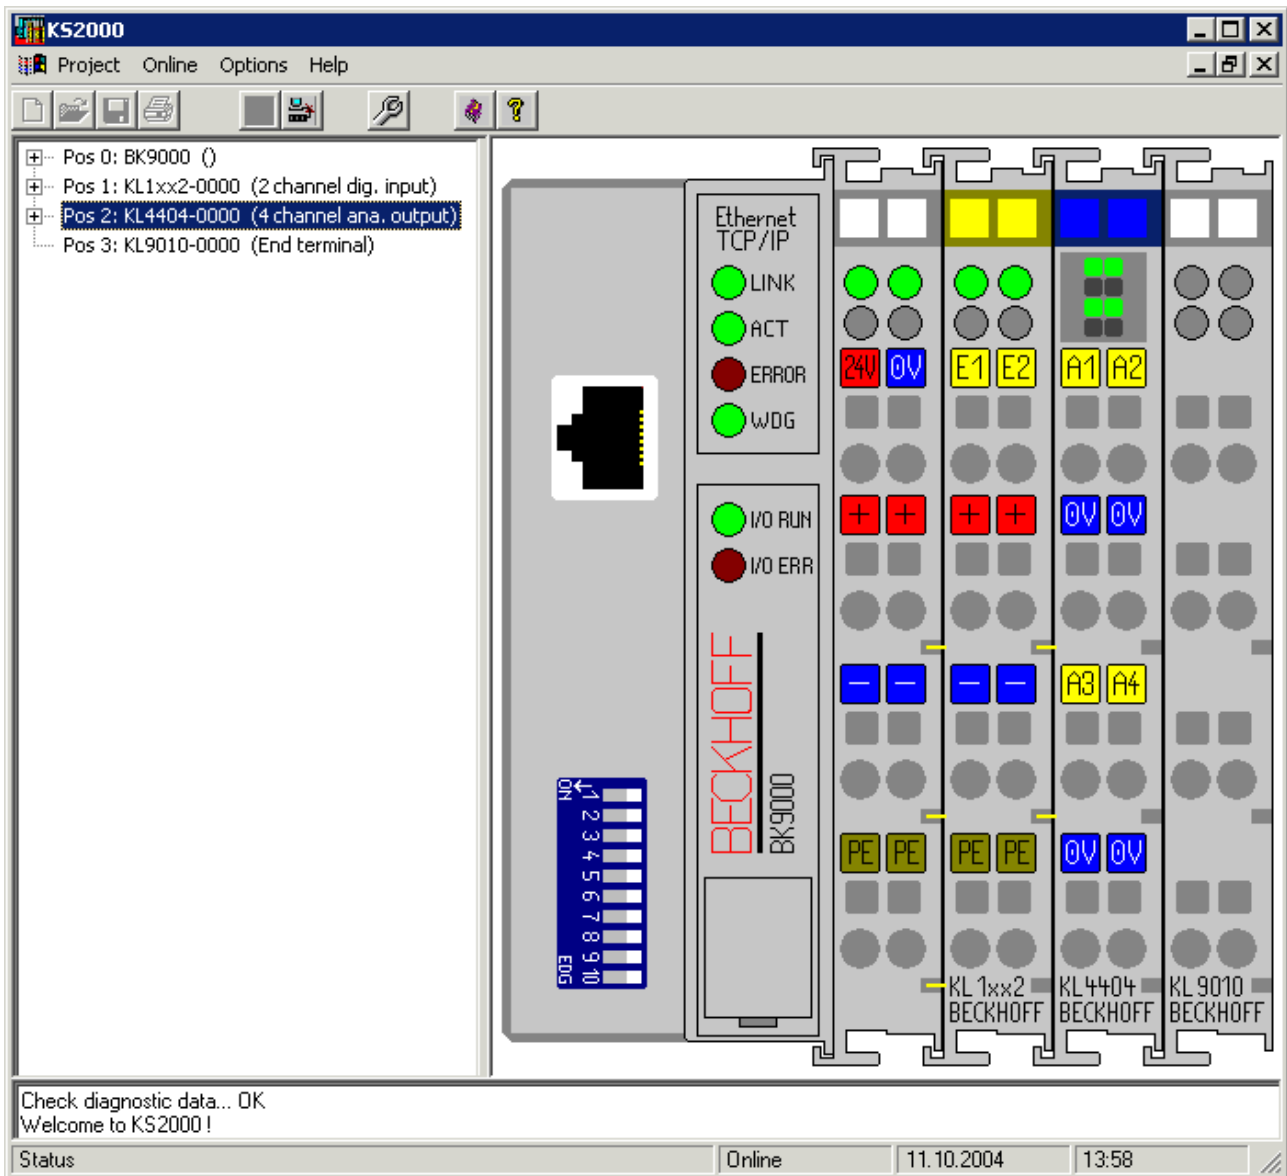 KS2000
Project Online Options Help
Pos 0: BK9000 ()
Pos 1: KL1xx2-0000 (2 channel dig. input)
Pos 2: KL4404-0000 (4 channel ana. output)
Pos 3: KL9010-0000 (End terminal)
Ethernet
TCP/IP
LINK
ACT
ERROR
WDG
I/O RUN
I/O ERR
BECKHOFF
BK9000
ON
1
2
3
4
5
6
7
8
9
10
EDG
24V 0V E1 E2 A1 A2
+ + + + 0V 0V
— — — — A3 A4
PE PE PE PE 0V 0V
KL1xx2 KL4404 KL9010
BECKHOFF BECKHOFF BECKHOFF
Check diagnostic data... OK
Welcome to KS2000 !
Status Online 11.10.2004 13:58